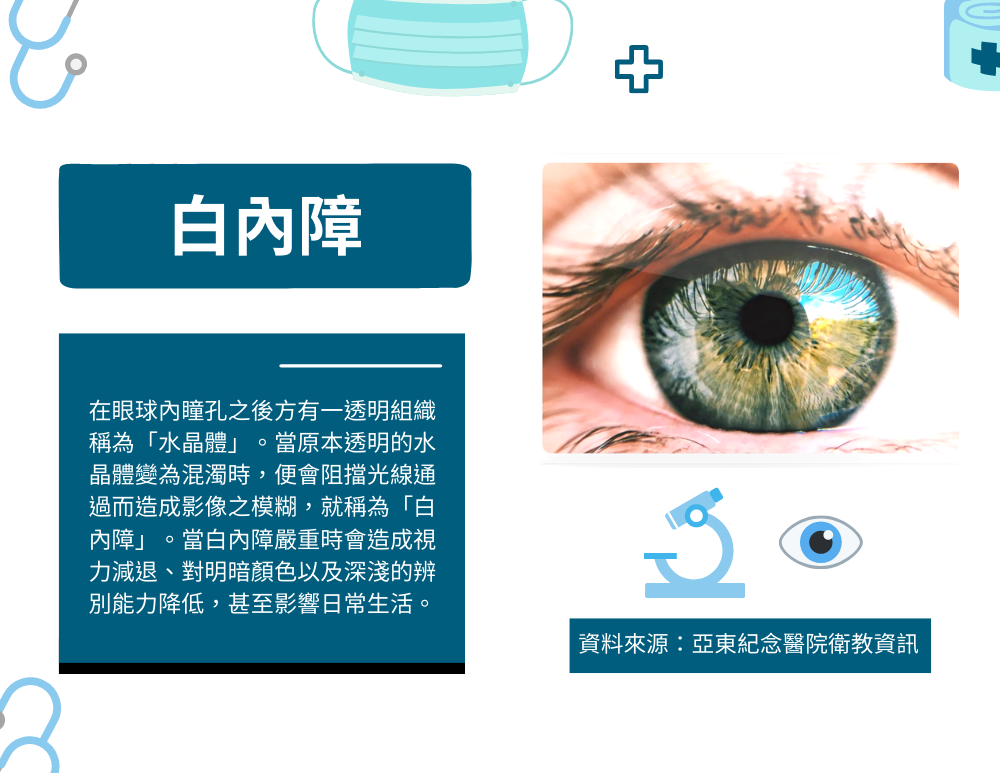 白內障
在眼球內瞳孔之後方有一透明組織
稱為「水晶體」。當原本透明的水
晶體變為混濁時，便會阻擋光線通
過而造成影像之模糊，就稱為「白
內障」。當白內障嚴重時會造成視
力減退、對明暗顏色以及深淺的辨
別能力降低，甚至影響日常生活。
資料來源：亞東紀念醫院衛教資訊